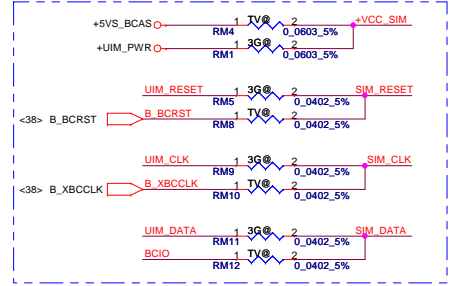 +5VS_BCAS 1 TV@ 2 +VCC_SIM
RM4 0_0603_5%
+UIM_PWR 1 3G@ 2
RM1 0_0603_5%
UIM_RESET 1 3G@ 2 SIM_RESET
RM5 0_0402_5%
<38> B_BCRST B_BCRST 1 TV@ 2
RM8 0_0402_5%
UIM_CLK 1 3G@ 2 SIM_CLK
RM9 0_0402_5%
<38> B_XBCCLK B_XBCCLK 1 TV@ 2
RM10 0_0402_5%
UIM_DATA 1 3G@ 2 SIM_DATA
RM11 0_0402_5%
BCIO 1 TV@ 2
RM12 0_0402_5%